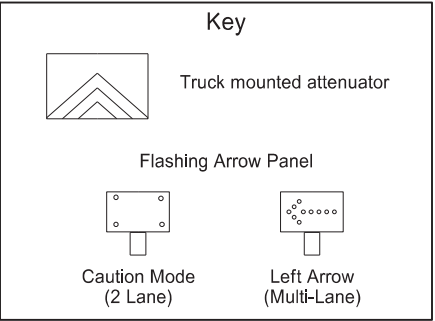 Key
Truck mounted attenuator
Flashing Arrow Panel
Caution Mode
(2 Lane)
Left Arrow
(Multi-Lane)